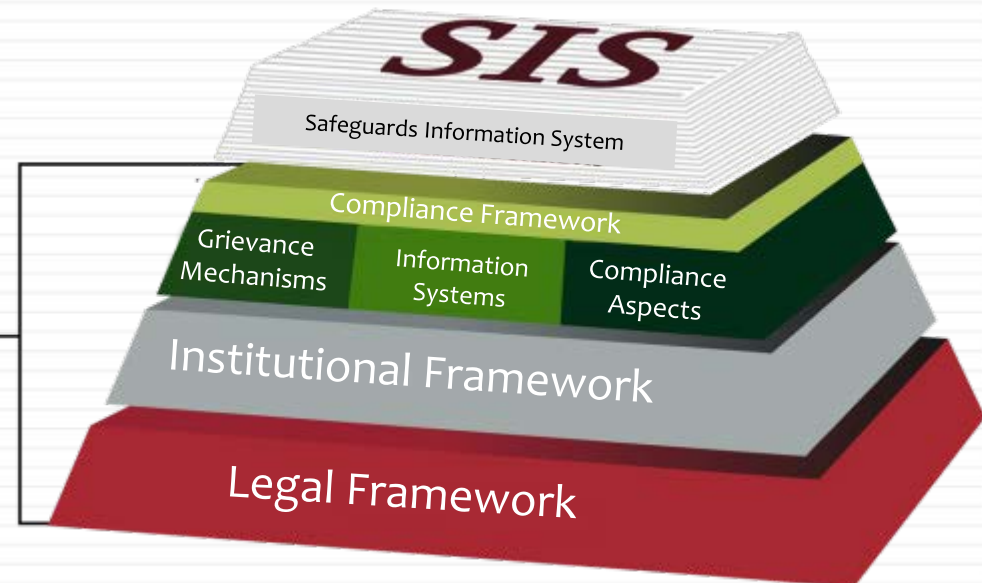 SIS
Safeguards Information System
Compliance Framework
Grievance
Mechanisms
Information
Systems
Compliance
Aspects
Institutional Framework
Legal Framework